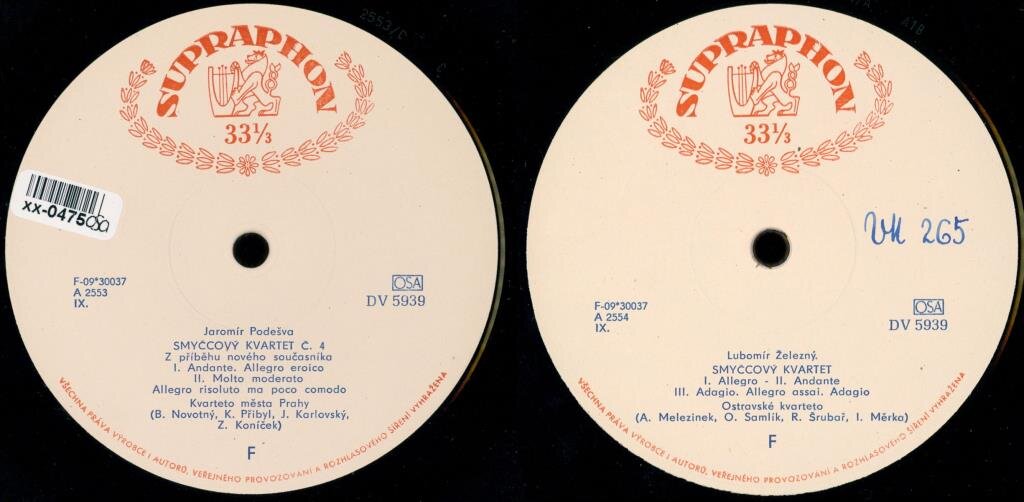 2553/C
SUPRAPHON
33⅓
xx-0475
OSA
F-09*30037
A 2553
IX.
OSA
DV 5939
Jaromír Podešva
SMYČCOVÝ KVARTET Č. 4
Z příběhu nového současníka
I. Andante. Allegro eroico
II. Molto moderato
Allegro risoluto ma poco comodo
Kvarteto města Prahy
(B. Novotný, K. Přibyl, J. Karlovský,
Z. Koníček)
F
VŠECHNA PRÁVA VÝROBCE I AUTORŮ, VEŘEJNÉHO PROVOZOVÁNÍ A ROZHLASOVÉHO ŠÍŘENÍ VYHRAŽENA
SUPRAPHON
33⅓
VH 265
F-09*30037
A 2554
IX.
OSA
DV 5939
Lubomír Železný.
SMYČCOVÝ KVARTET
I. Allegro - II. Andante
III. Adagio. Allegro assai. Adagio
Ostravské kvarteto
(A. Melezinek, O. Samlík, R. Šrubař, I. Měrka)
F
VŠECHNA PRÁVA VÝROBCE I AUTORŮ, VEŘEJNÉHO PROVOZOVÁNÍ A ROZHLASOVÉHO ŠÍŘENÍ VYHRAŽENA